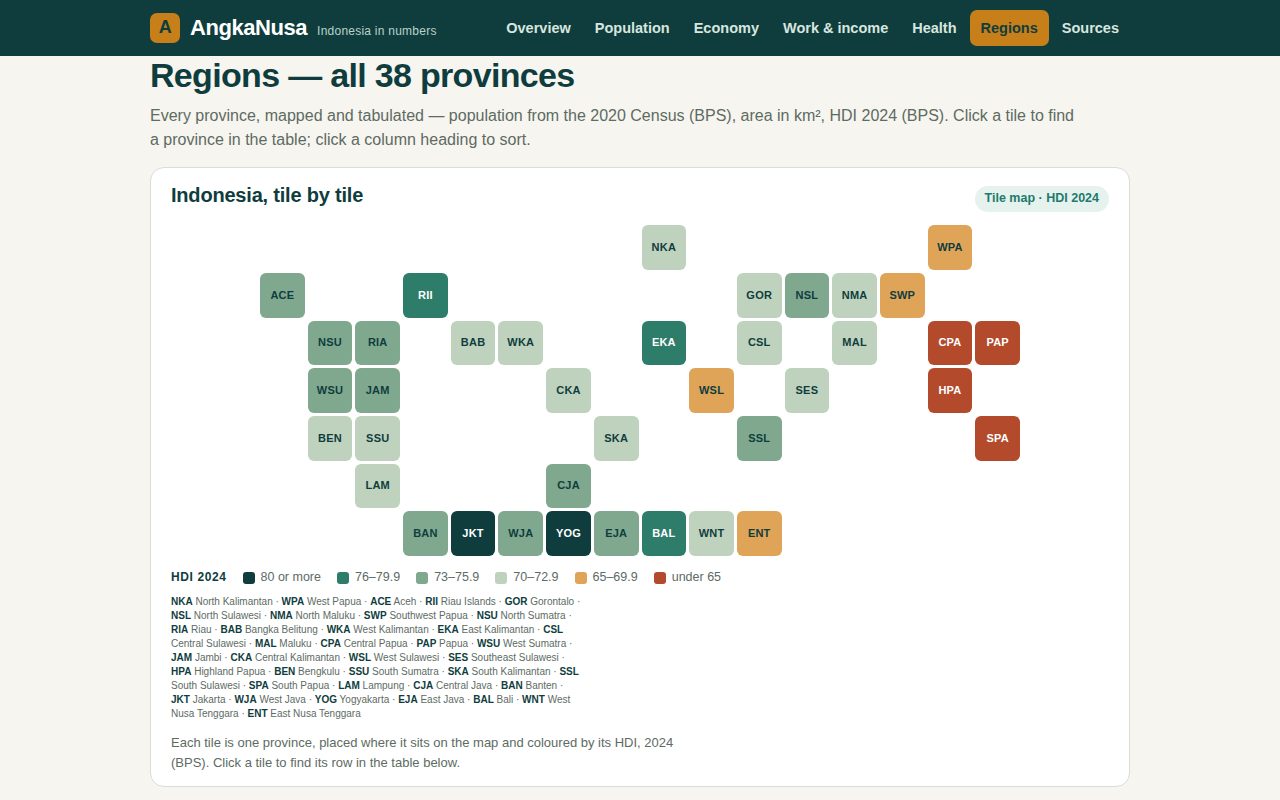 A AngkaNusa Indonesia in numbers Overview Population Economy Work & income Health Regions Sources
Regions — all 38 provinces
Every province, mapped and tabulated — population from the 2020 Census (BPS), area in km², HDI 2024 (BPS). Click a tile to find
a province in the table; click a column heading to sort.
Indonesia, tile by tile
Tile map · HDI 2024
NKA WPA
ACE RII GOR NSL NMA SWP
NSU RIA BAB WKA EKA CSL MAL CPA PAP
WSU JAM CKA WSL SES HPA
BEN SSU SKA SSL SPA
LAM CJA
BAN JKT WJA YOG EJA BAL WNT ENT
HDI 2024 80 or more 76–79.9 73–75.9 70–72.9 65–69.9 under 65
NKA North Kalimantan · WPA West Papua · ACE Aceh · RII Riau Islands · GOR Gorontalo ·
NSL North Sulawesi · NMA North Maluku · SWP Southwest Papua · NSU North Sumatra ·
RIA Riau · BAB Bangka Belitung · WKA West Kalimantan · EKA East Kalimantan · CSL
Central Sulawesi · MAL Maluku · CPA Central Papua · PAP Papua · WSU West Sumatra ·
JAM Jambi · CKA Central Kalimantan · WSL West Sulawesi · SES Southeast Sulawesi ·
HPA Highland Papua · BEN Bengkulu · SSU South Sumatra · SKA South Kalimantan · SSL
South Sulawesi · SPA South Papua · LAM Lampung · CJA Central Java · BAN Banten ·
JKT Jakarta · WJA West Java · YOG Yogyakarta · EJA East Java · BAL Bali · WNT West
Nusa Tenggara · ENT East Nusa Tenggara
Each tile is one province, placed where it sits on the map and coloured by its HDI, 2024
(BPS). Click a tile to find its row in the table below.